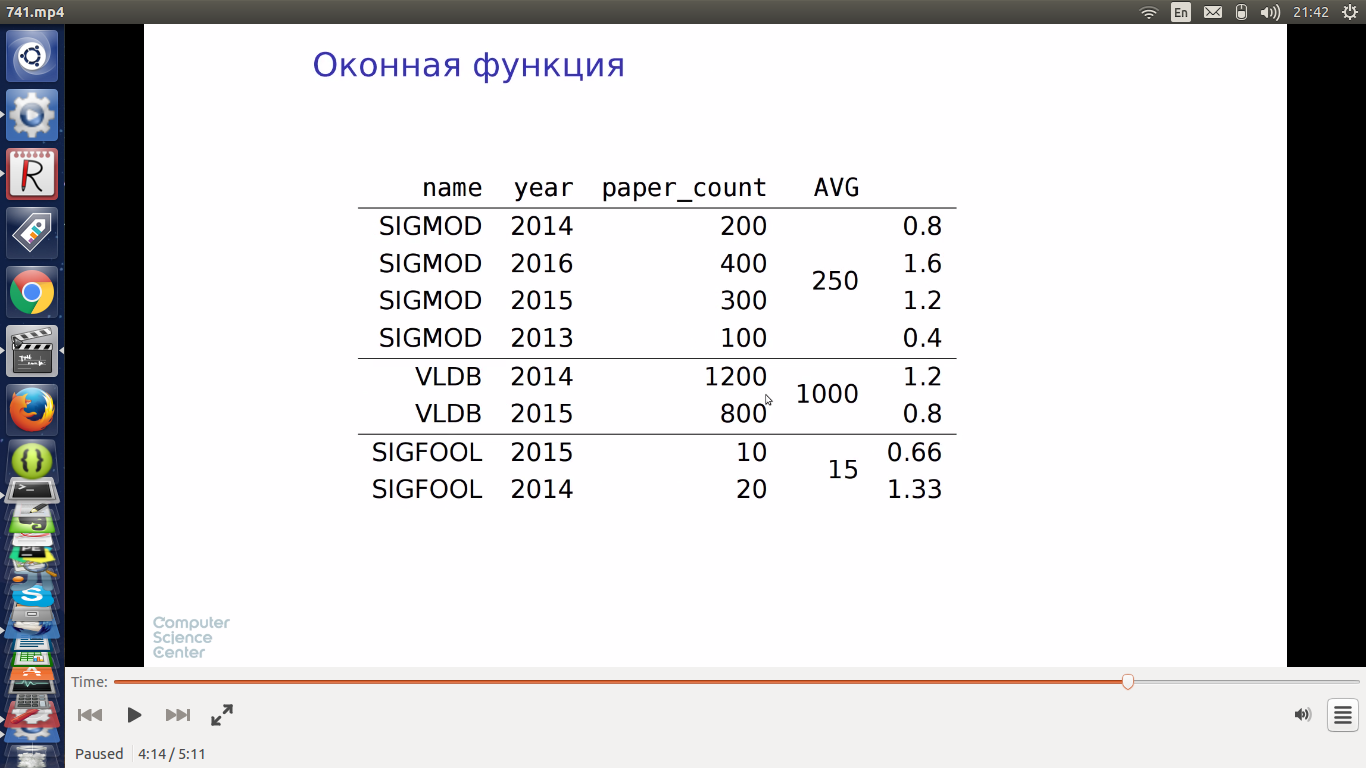 741.mp4
En
21:42
Оконная функция
name year paper_count AVG
SIGMOD 2014 200 0.8
SIGMOD 2016 400 1.6
250
SIGMOD 2015 300 1.2
SIGMOD 2013 100 0.4
VLDB 2014 1200 1.2
1000
VLDB 2015 800 0.8
SIGFOOL 2015 10 0.66
15
SIGFOOL 2014 20 1.33
Computer
Science
Center
Time:
Paused 4:14 / 5:11